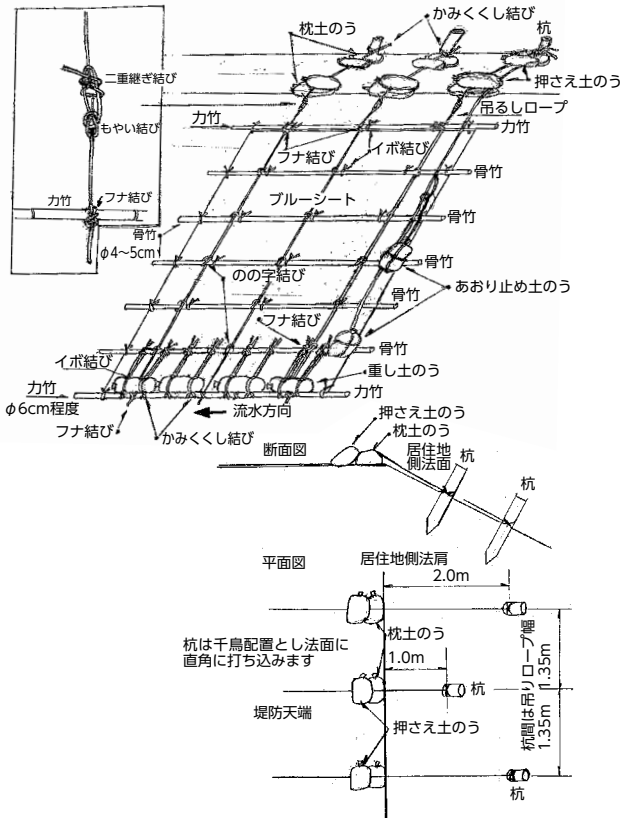 枕土のう
かみくくし結び
杭
押さえ土のう
吊るしロープ
二重継ぎ結び
もやい結び
力竹
フナ結び
力竹
フナ結び
イボ結び
力竹
骨竹
ブルーシート
骨竹
骨竹
φ4〜5cm
骨竹
のの字結び
あおり止め土のう
骨竹
フナ結び
骨竹
イボ結び
重し土のう
力竹
φ6cm程度
力竹
流水方向
フナ結び
かみくくし結び
断面図
押さえ土のう
枕土のう
居住地
側法面
杭
杭
平面図
居住地側法肩
2.0m
杭は千鳥配置とし法面に
直角に打ち込みます
枕土のう
1.0m
杭
堤防天端
押さえ土のう
杭
杭間は吊りロープ幅
1.35m
1.35m